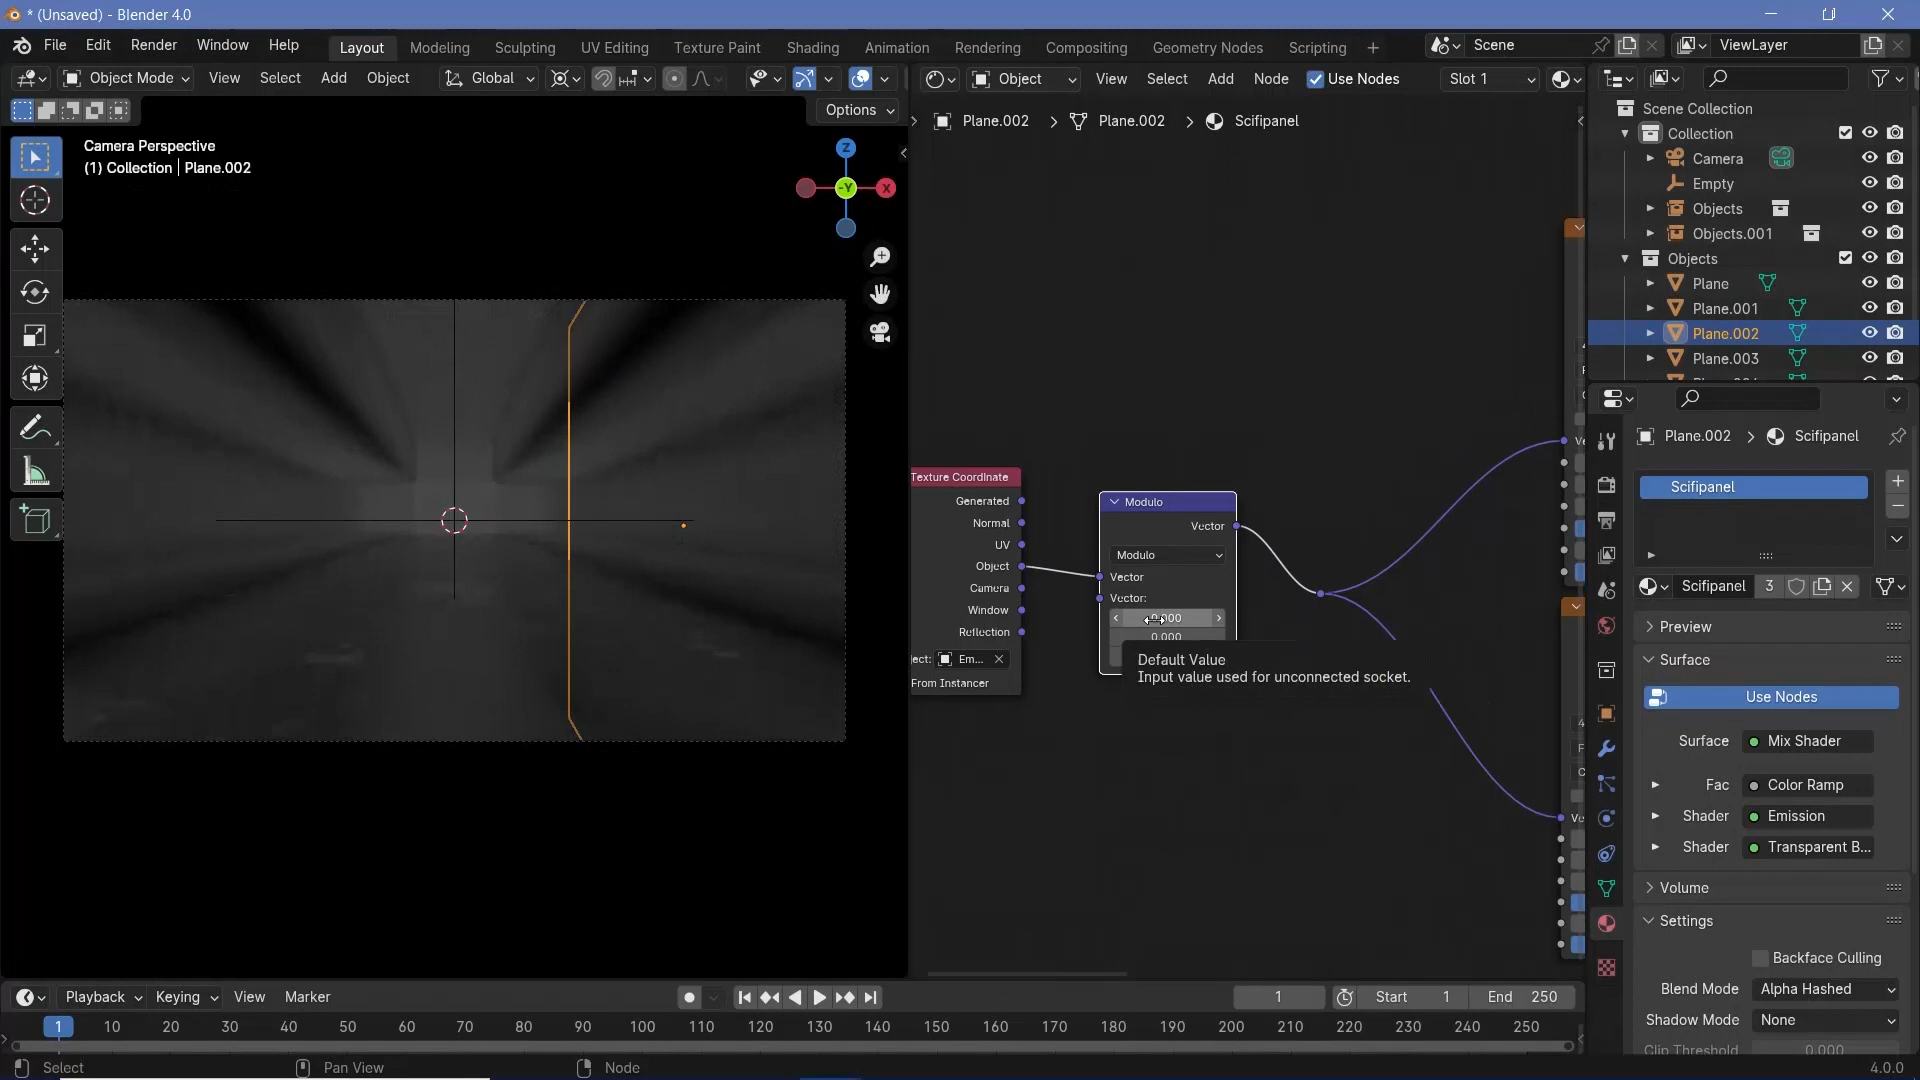 * (Unsaved) - Blender 4.0
File Edit Render Window Help
Layout Modeling Sculpting UV Editing Texture Paint Shading Animation Rendering Compositing Geometry Nodes Scripting
Scene
ViewLayer
Object Mode View Select Add Object Global
Object View Select Add Node Use Nodes Slot 1
Options
Plane.002 > Plane.002 > Scifipanel
Camera Perspective
(1) Collection | Plane.002
Z
-Y
X
Texture Coordinate
Generated
Normal
UV
Object
Camera
Window
Reflection
Em...
From Instancer
Modulo
Vector
Modulo
Vector
Vector:
0.000
Default Value
Input value used for unconnected socket.
Scene Collection
Collection
Camera
Empty
Objects
Objects.001
Objects
Plane
Plane.001
Plane.002
Plane.003
Plane.002 > Scifipanel
Scifipanel
Scifipanel 3
Preview
Surface
Use Nodes
Surface Mix Shader
Fac Color Ramp
Shader Emission
Shader Transparent B...
Volume
Settings
Backface Culling
Blend Mode Alpha Hashed
Shadow Mode None
Clip Threshold 0.000
Playback Keying View Marker
1 Start 1 End 250
1 10 20 30 40 50 60 70 80 90 100 110 120 130 140 150 160 170 180 190 200 210 220 230 240 250
Select Pan View Node 4.0.0